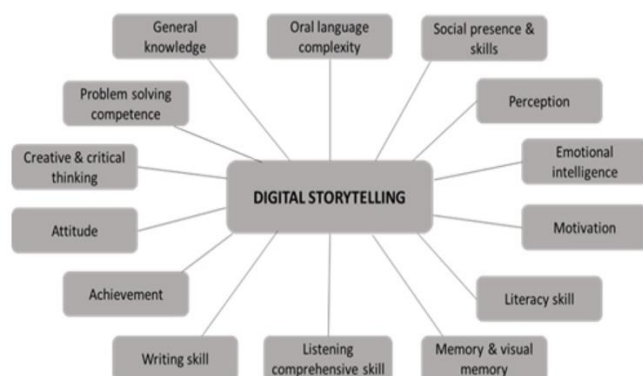 General
knowledge
Oral language
complexity
Social presence &
skills
Problem solving
competence
Perception
Creative & critical
thinking
Emotional
intelligence
DIGITAL STORYTELLING
Attitude
Motivation
Achievement
Literacy skill
Writing skill
Listening
comprehensive skill
Memory & visual
memory